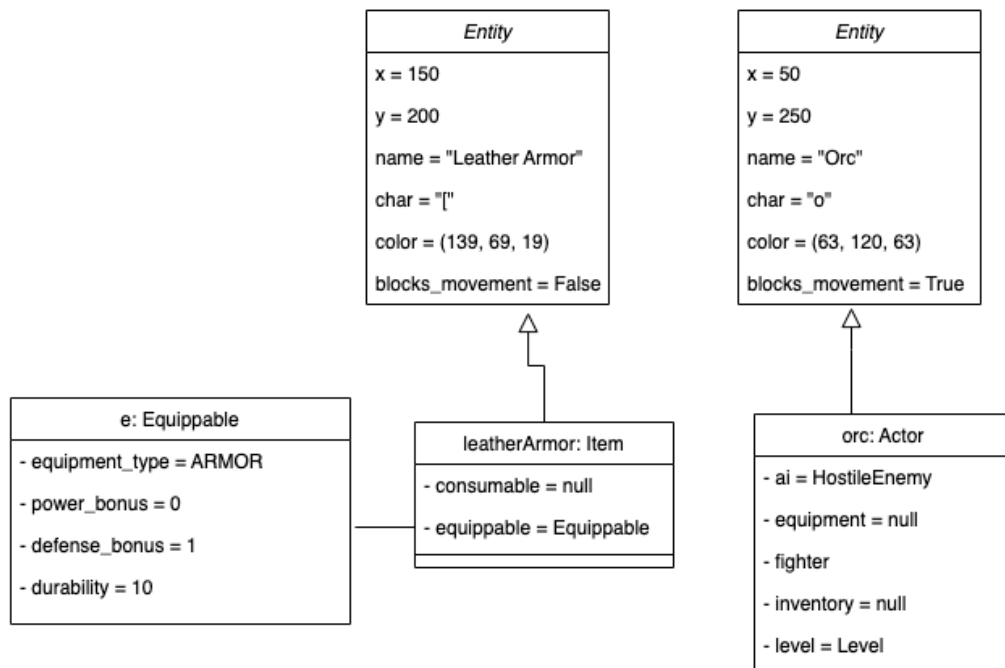 Entity
x = 150
y = 200
name = "Leather Armor"
char = "["
color = (139, 69, 19)
blocks_movement = False
Entity
x = 50
y = 250
name = "Orc"
char = "o"
color = (63, 120, 63)
blocks_movement = True
e: Equippable
- equipment_type = ARMOR
- power_bonus = 0
- defense_bonus = 1
- durability = 10
leatherArmor: Item
- consumable = null
- equippable = Equippable
orc: Actor
- ai = HostileEnemy
- equipment = null
- fighter
- inventory = null
- level = Level